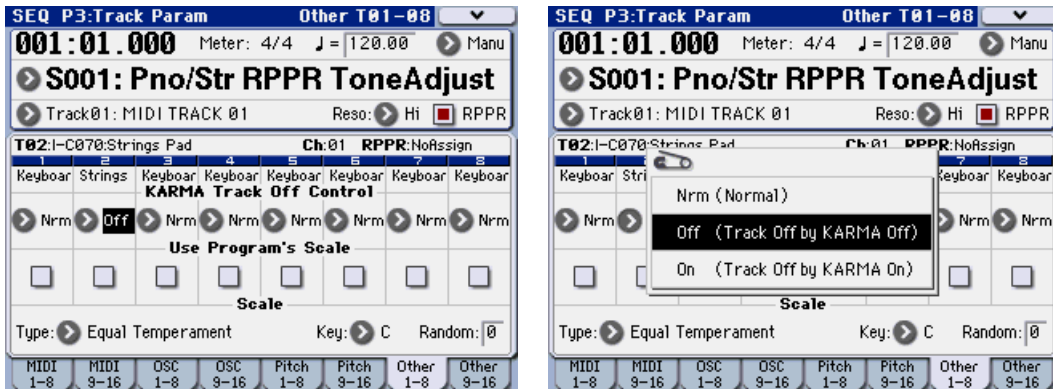 SEQ P3:Track Param Other T01-08
001:01.000 Meter: 4/4 ♩= 120.00 Manu
S001: Pno/Str RPPR ToneAdjust
Track01: MIDI TRACK 01 Reso: Hi RPPR
T02:I-C070:Strings Pad Ch:01 RPPR:NoAssign
1 2 3 4 5 6 7 8
Keyboar Strings Keyboar Keyboar Keyboar Keyboar Keyboar Keyboar
KARMA Track Off Control
Nrm Off Nrm Nrm Nrm Nrm Nrm Nrm
Use Program's Scale
Scale
Type: Equal Temperament Key: C Random: 0
MIDI 1-8 MIDI 9-16 OSC 1-8 OSC 9-16 Pitch 1-8 Pitch 9-16 Other 1-8 Other 9-16
SEQ P3:Track Param Other T01-08
001:01.000 Meter: 4/4 ♩= 120.00 Manu
S001: Pno/Str RPPR ToneAdjust
Track01: MIDI TRACK 01 Reso: Hi RPPR
T02:I-C070:Strings Pad Ch:01 RPPR:NoAssign
1 7 8
Keyboar Stri Keyboar Keyboar
Nrm (Normal)
Off (Track Off by KARMA Off)
On (Track Off by KARMA On)
Nrm Nrm Nrm
Scale
Type: Equal Temperament Key: C Random: 0
MIDI 1-8 MIDI 9-16 OSC 1-8 OSC 9-16 Pitch 1-8 Pitch 9-16 Other 1-8 Other 9-16